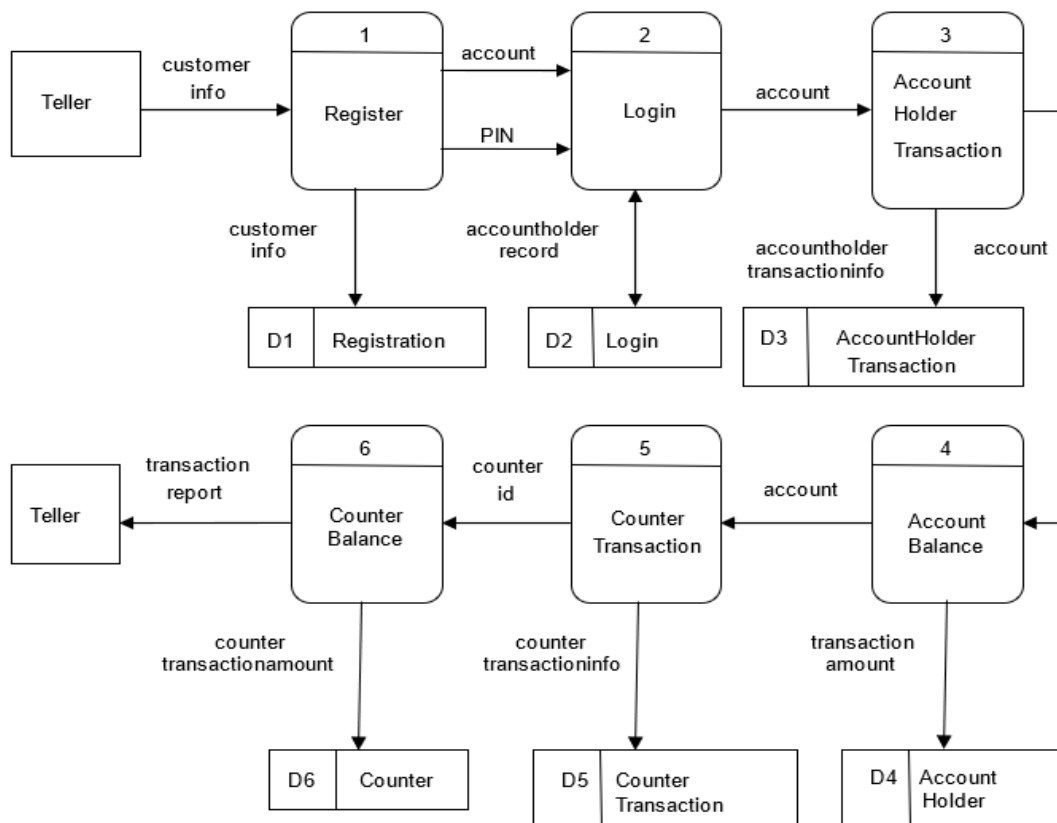 1
2
3
customer
info
account
Teller
Register
PIN
Login
account
Account
Holder
Transaction
customer
info
accountholder
record
accountholder
transactioninfo
account
D1
Registration
D2
Login
D3
AccountHolder
Transaction
6
5
4
transaction
report
counter
id
account
Teller
Counter
Balance
Counter
Transaction
Account
Balance
counter
transactionamount
counter
transactioninfo
transaction
amount
D6
Counter
D5
Counter
Transaction
D4
Account
Holder